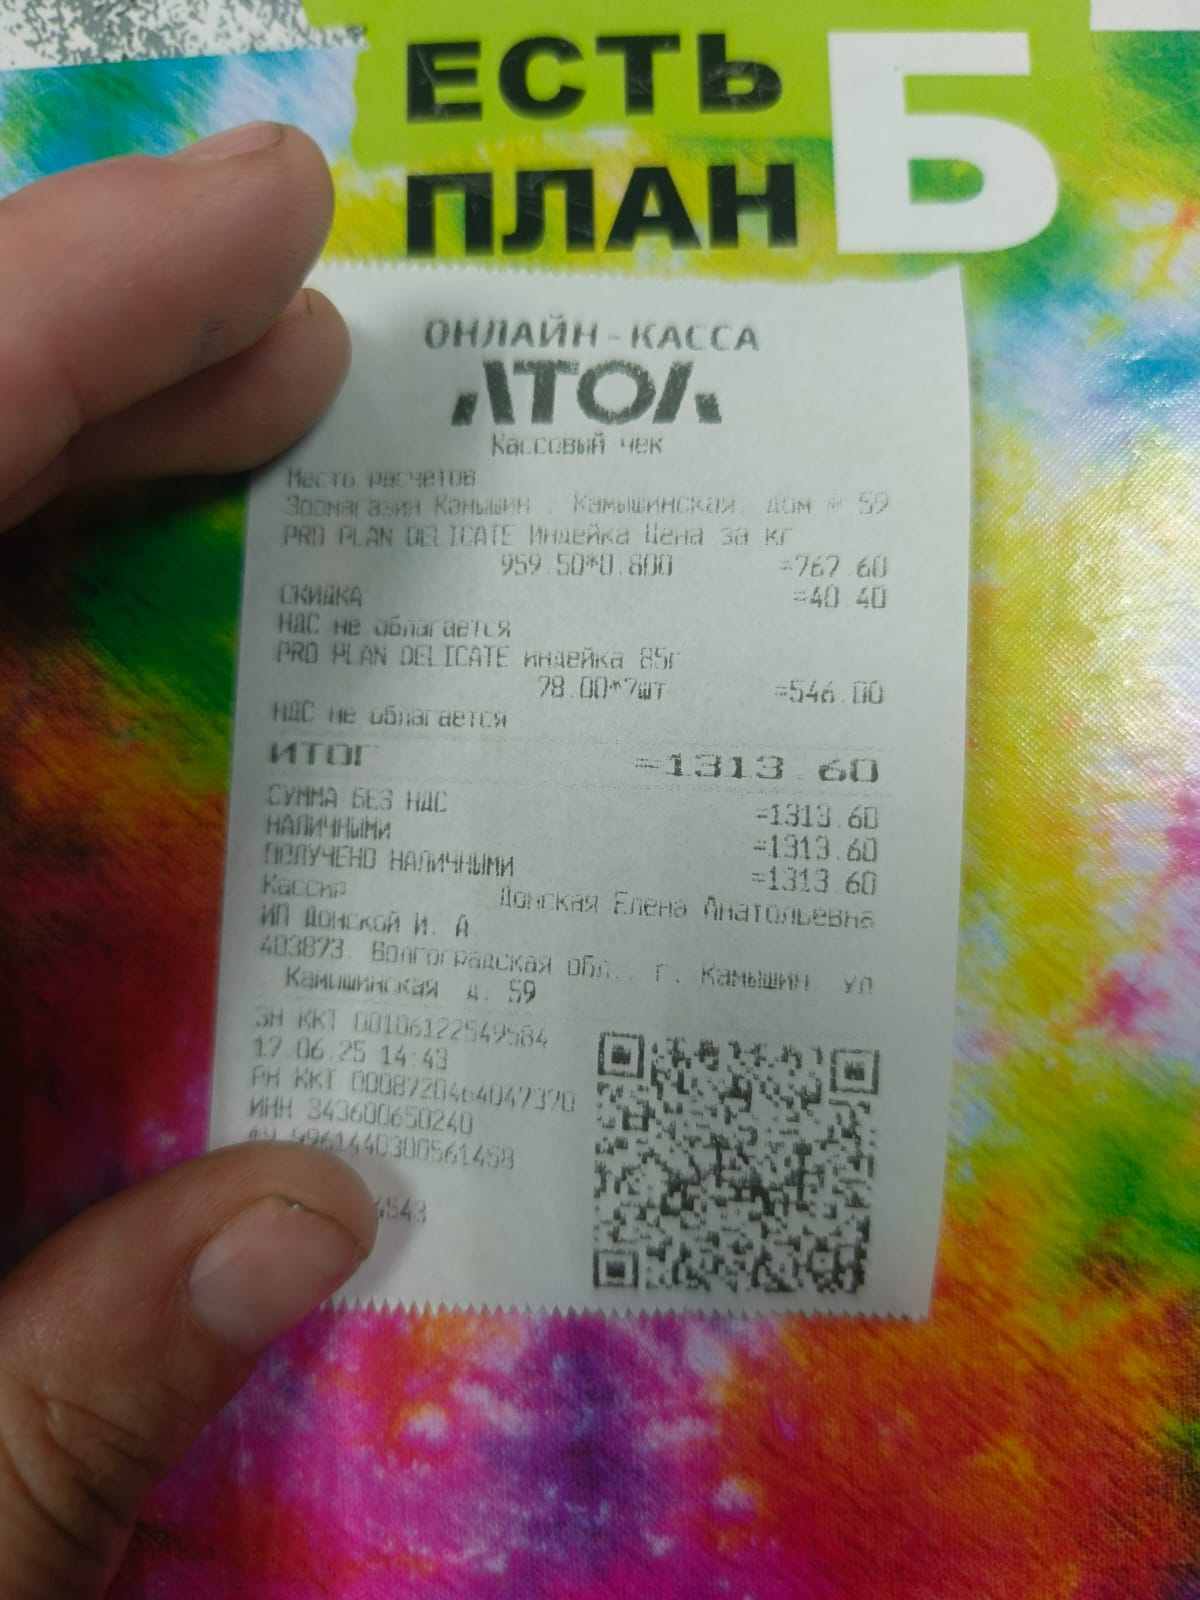 ЕСТЬ
ПЛАН Б
ОНЛАЙН-КАССА
АТОЛ
Кассовый чек
Место расчетов
Зоомагазин Камышин , Камышинская, дом № 59
PRO PLAN DELICATE Индейка Цена за кг
959.50*0.800 =767.60
СКИДКА =40.40
НДС не облагается
PRO PLAN DELICATE индейка 85г
78.00*7шт =546.00
НДС не облагается
ИТОГ =1313.60
СУММА БЕЗ НДС =1313.60
НАЛИЧНЫМИ =1313.60
ПОЛУЧЕНО НАЛИЧНЫМИ =1313.60
Кассир Донская Елена Анатольевна
ИП Донской И. А
403873, Волгоградская обл., г. Камышин ул
Камышинская д. 59
ЗН ККТ 00106122549584
17.06.25 14:43
РН ККТ 0008720464047370
ИНН 343600650240
5961440300561458
4543